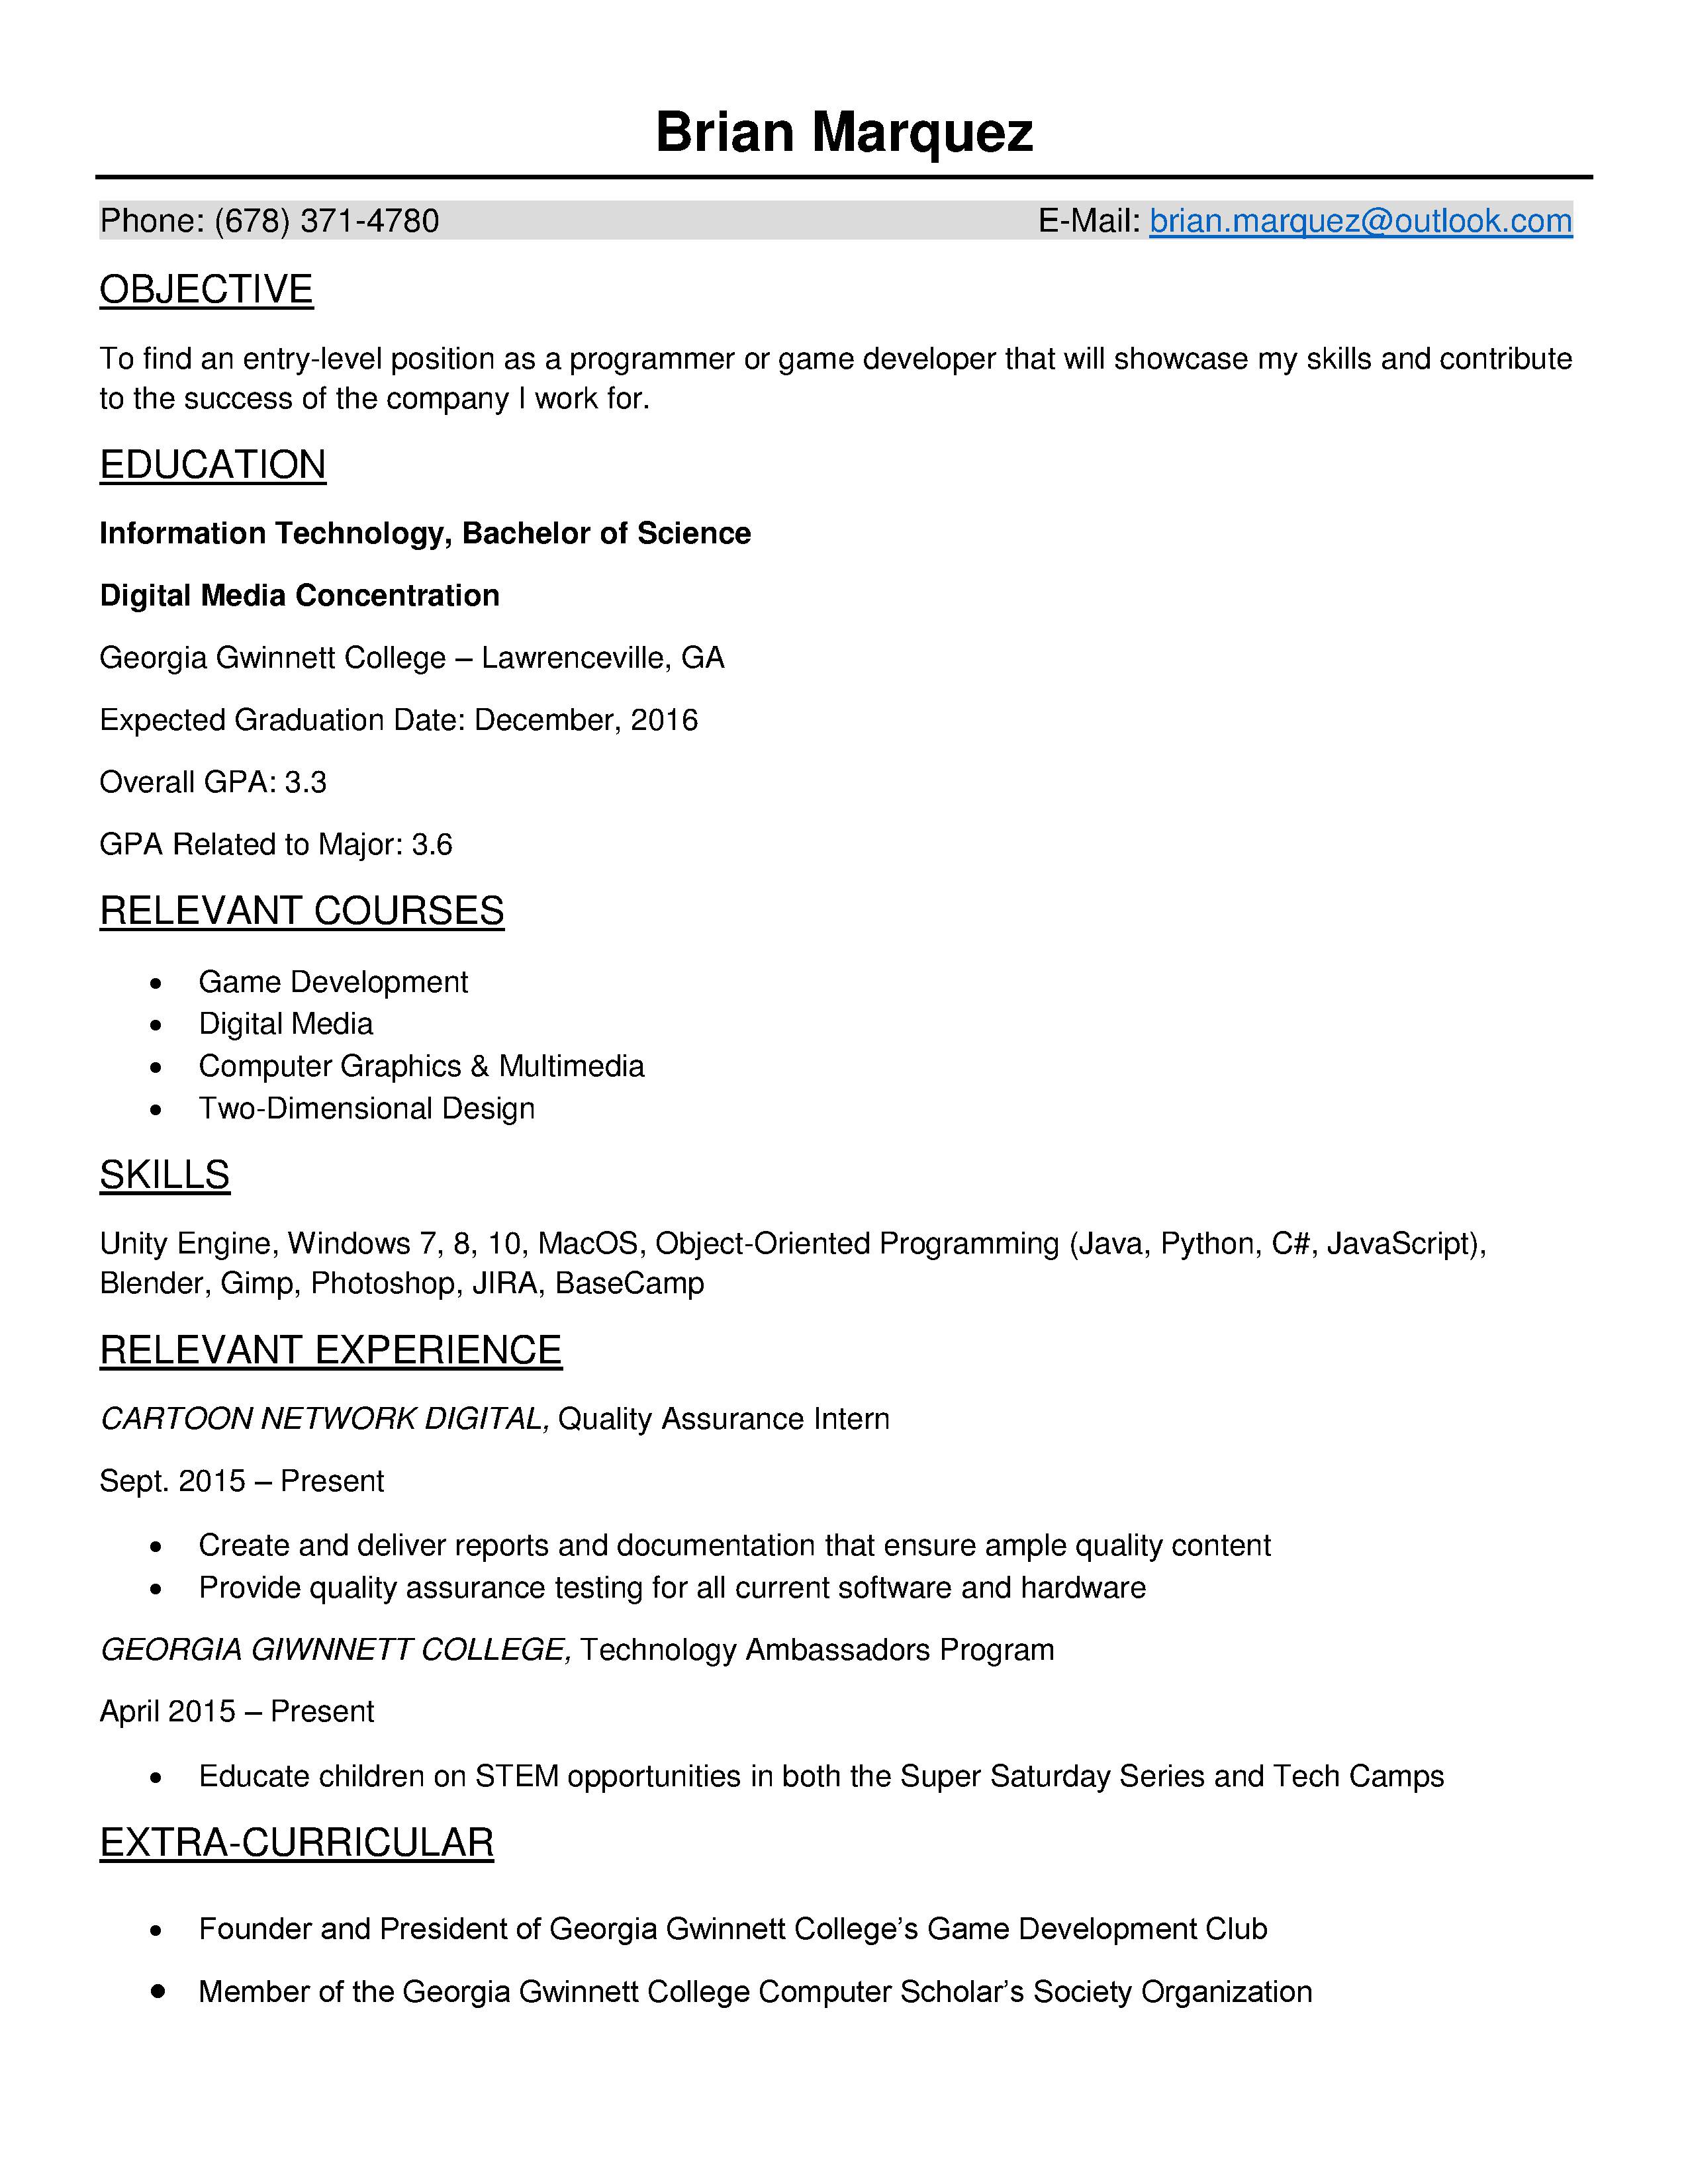 Brian Marquez
Phone: (678) 371-4780 E-Mail: brian.marquez@outlook.com
OBJECTIVE
To find an entry-level position as a programmer or game developer that will showcase my skills and contribute
to the success of the company I work for.
EDUCATION
Information Technology, Bachelor of Science
Digital Media Concentration
Georgia Gwinnett College – Lawrenceville, GA
Expected Graduation Date: December, 2016
Overall GPA: 3.3
GPA Related to Major: 3.6
RELEVANT COURSES
• Game Development
• Digital Media
• Computer Graphics & Multimedia
• Two-Dimensional Design
SKILLS
Unity Engine, Windows 7, 8, 10, MacOS, Object-Oriented Programming (Java, Python, C#, JavaScript),
Blender, Gimp, Photoshop, JIRA, BaseCamp
RELEVANT EXPERIENCE
CARTOON NETWORK DIGITAL, Quality Assurance Intern
Sept. 2015 – Present
• Create and deliver reports and documentation that ensure ample quality content
• Provide quality assurance testing for all current software and hardware
GEORGIA GIWNNETT COLLEGE, Technology Ambassadors Program
April 2015 – Present
• Educate children on STEM opportunities in both the Super Saturday Series and Tech Camps
EXTRA-CURRICULAR
• Founder and President of Georgia Gwinnett College’s Game Development Club
• Member of the Georgia Gwinnett College Computer Scholar’s Society Organization